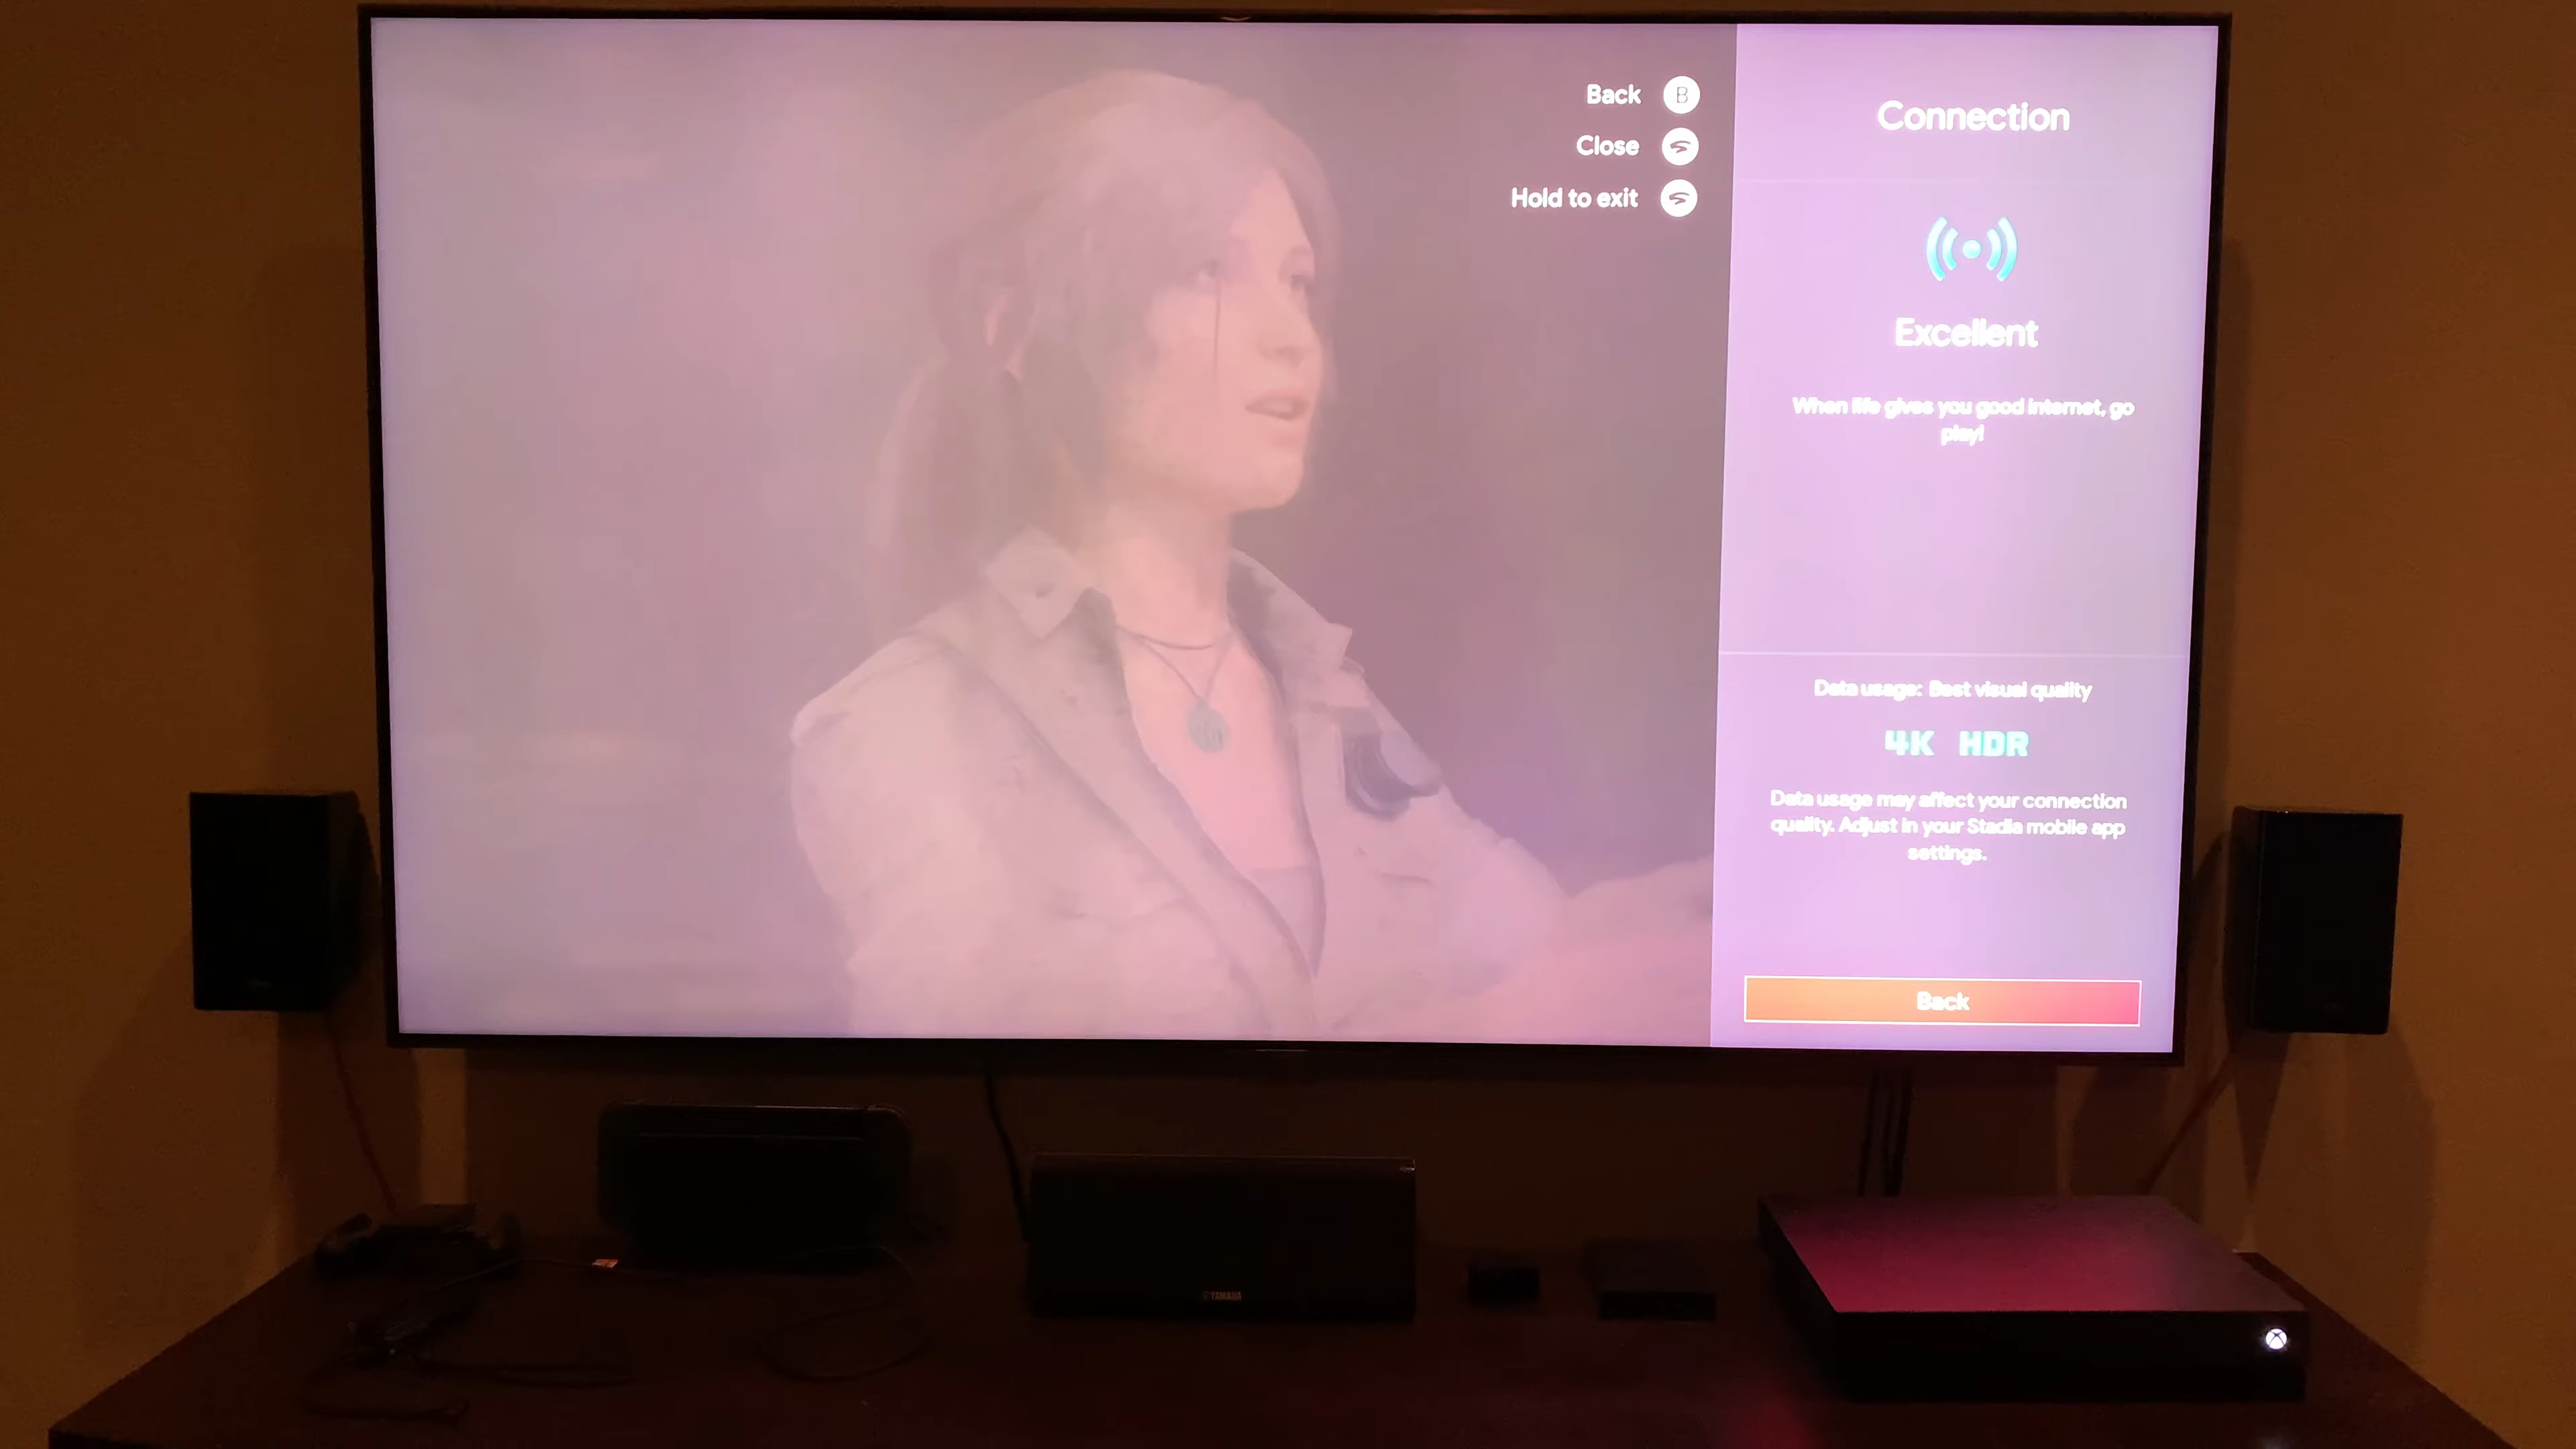 Back B
Close
Hold to exit
Connection
Excellent
When life gives you good internet, go
play!
Data usage: Best visual quality
4K HDR
Data usage may affect your connection
quality. Adjust in your Stadia mobile app
settings.
Back
YAMAHA